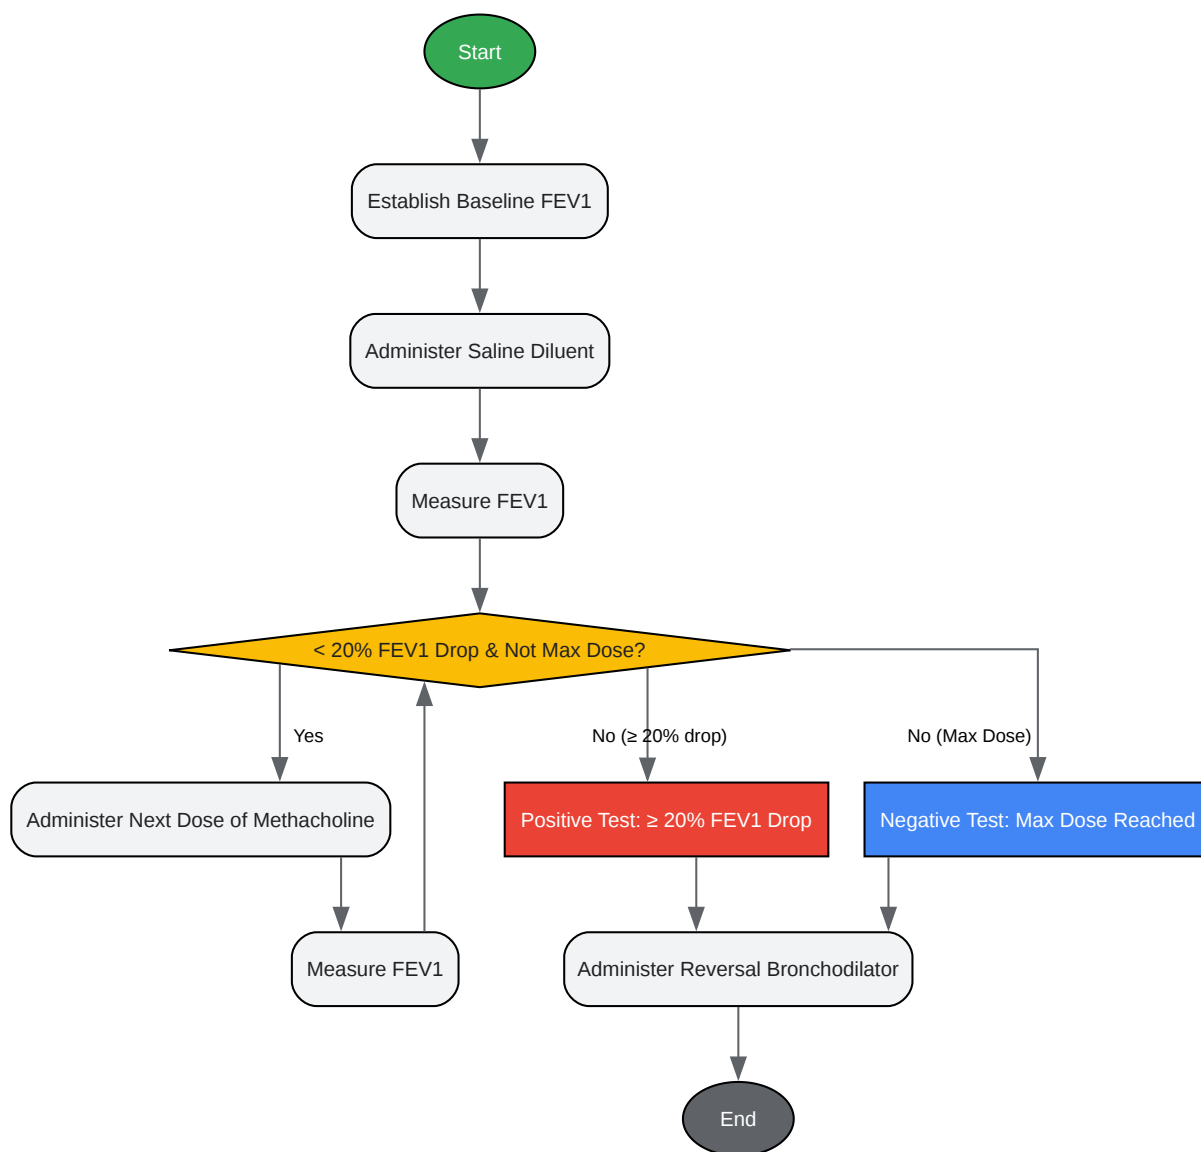 Start
Establish Baseline FEV1
Administer Saline Diluent
Measure FEV1
< 20% FEV1 Drop & Not Max Dose?
Yes
No (≥ 20% drop)
No (Max Dose)
Administer Next Dose of Methacholine
Positive Test: ≥ 20% FEV1 Drop
Negative Test: Max Dose Reached
Measure FEV1
Administer Reversal Bronchodilator
End